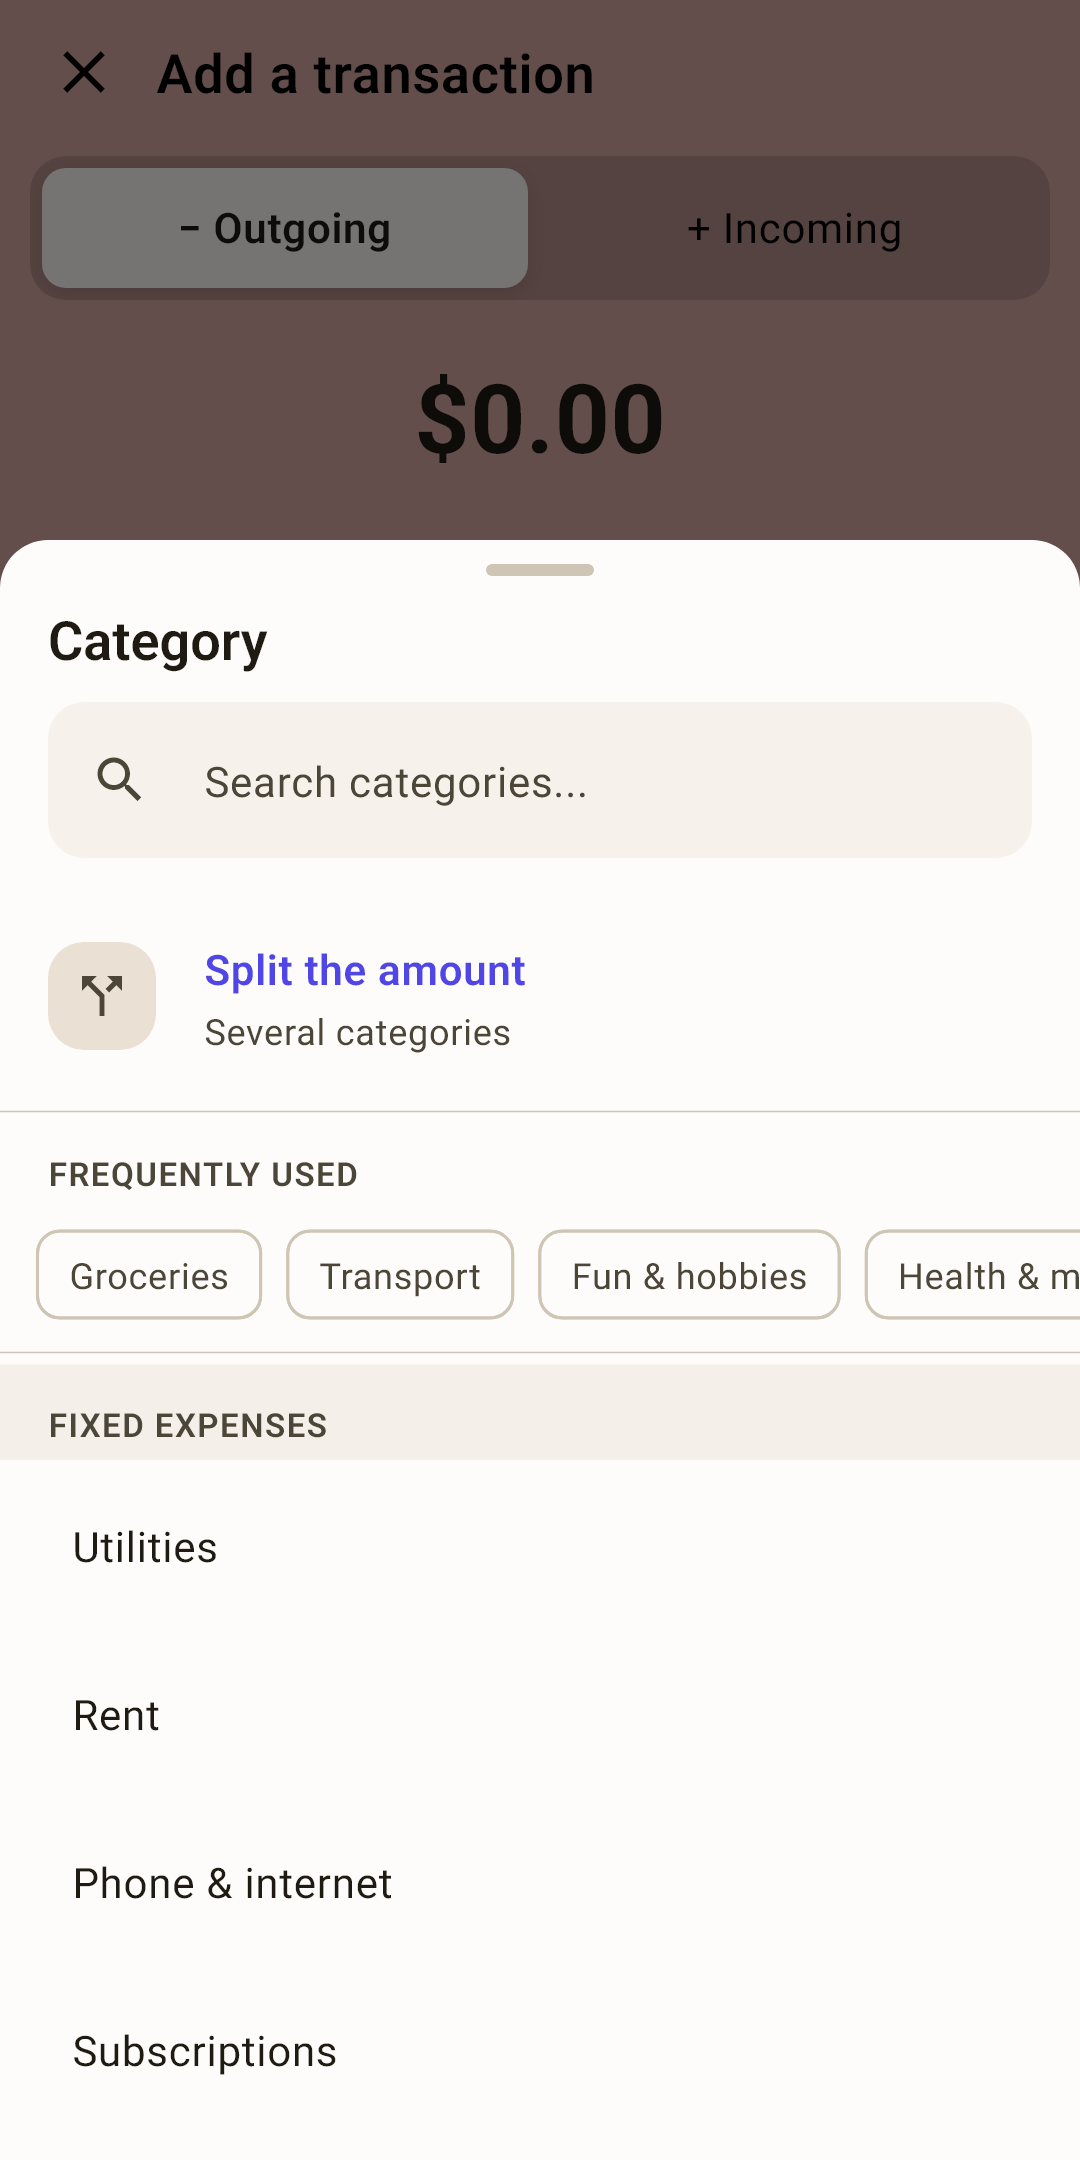 Add a transaction
− Outgoing
+ Incoming
$0.00
Category
Search categories...
Split the amount
Several categories
FREQUENTLY USED
Groceries
Transport
Fun & hobbies
Health & m
FIXED EXPENSES
Utilities
Rent
Phone & internet
Subscriptions